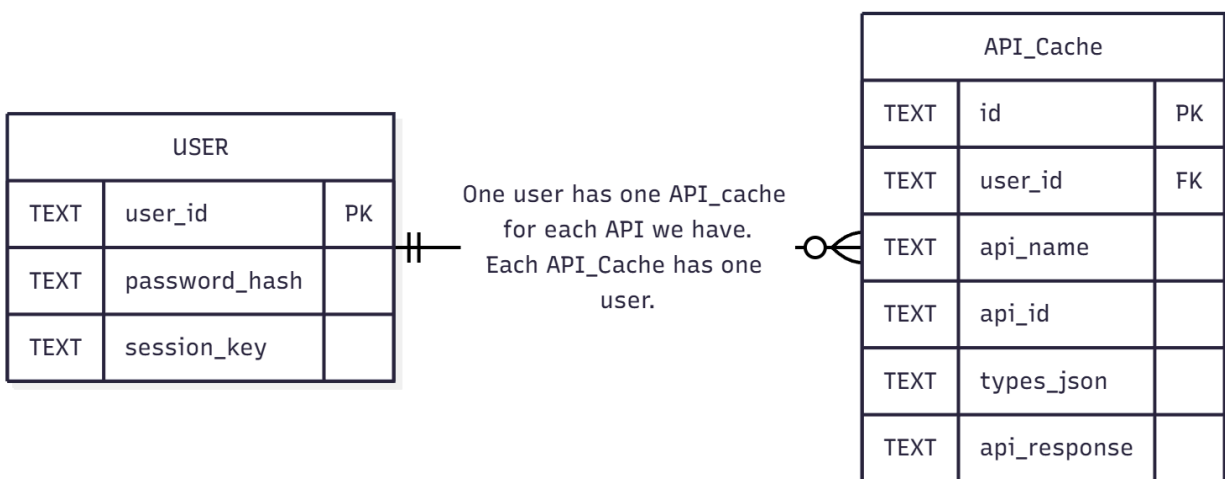 USER
TEXT user_id PK
TEXT password_hash
TEXT session_key
One user has one API_cache
for each API we have.
Each API_Cache has one
user.
API_Cache
TEXT id PK
TEXT user_id FK
TEXT api_name
TEXT api_id
TEXT types_json
TEXT api_response